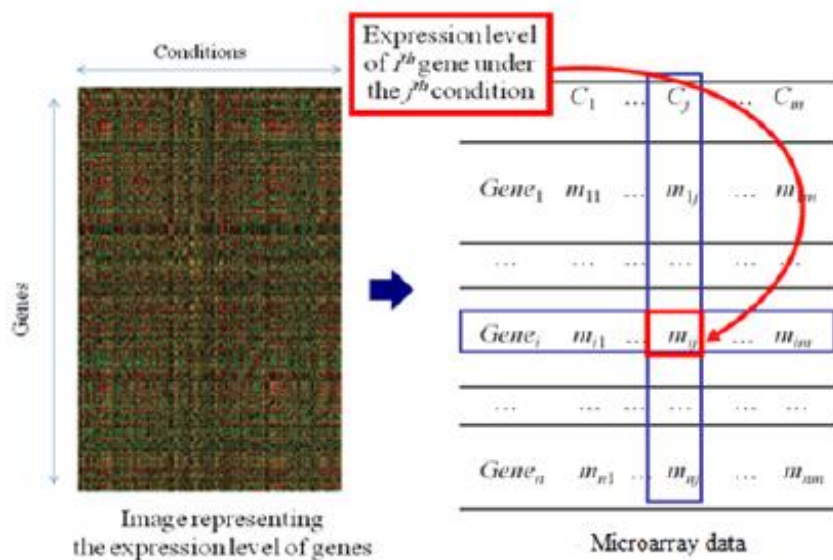 Conditions
Genes
Image representing
the expression level of genes
Expression level
of iᵗʰ gene under
the jᵗʰ condition
C₁ ... Cⱼ ... Cₘ
Gene₁ m₁₁ ... m₁ⱼ ... m₁ₘ
... ... ... ... ... ...
Geneᵢ mᵢ₁ ... mᵢⱼ ... mᵢₘ
... ... ... ... ... ...
Geneₙ mₙ₁ ... mₙⱼ ... mₙₘ
Microarray data